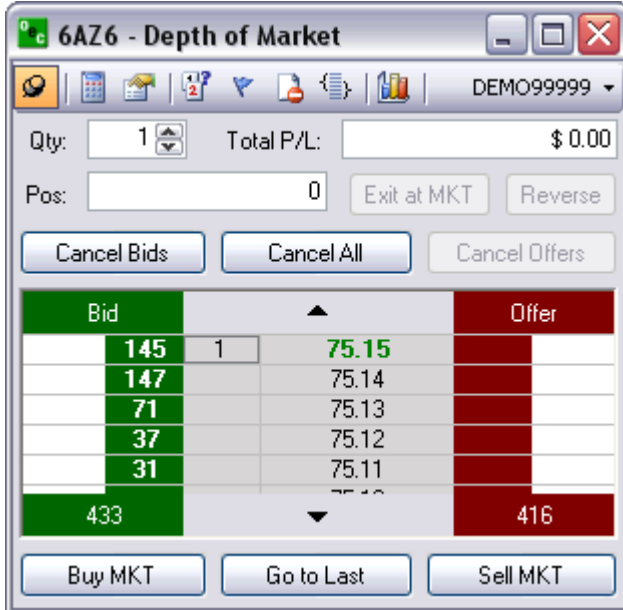 Oec 6AZ6 - Depth of Market
2? DEMO99999
Qty: 1 Total P/L: $ 0.00
Pos: 0 Exit at MKT Reverse
Cancel Bids Cancel All Cancel Offers
Bid Offer
145 1 75.15
147 75.14
71 75.13
37 75.12
31 75.11
433 416
Buy MKT Go to Last Sell MKT